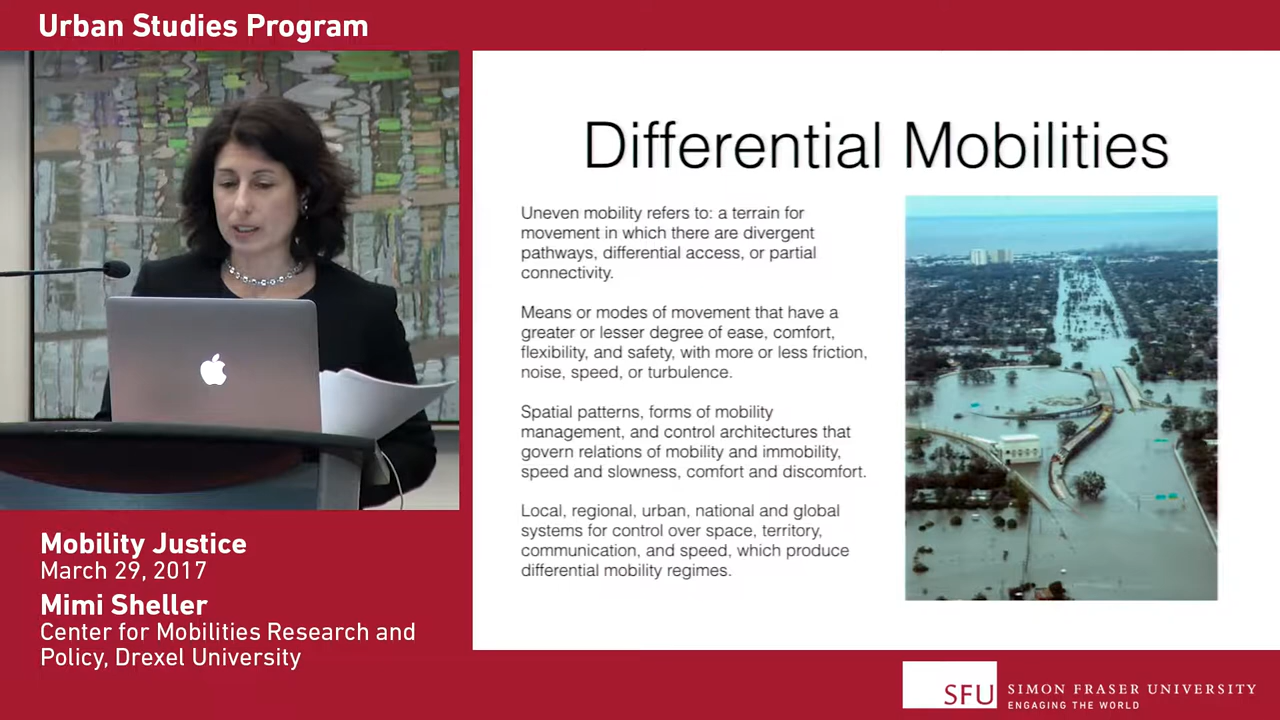 Urban Studies Program
Differential Mobilities
Uneven mobility refers to: a terrain for
movement in which there are divergent
pathways, differential access, or partial
connectivity.
Means or modes of movement that have a
greater or lesser degree of ease, comfort,
flexibility, and safety, with more or less friction,
noise, speed, or turbulence.
Spatial patterns, forms of mobility
management, and control architectures that
govern relations of mobility and immobility,
speed and slowness, comfort and discomfort.
Local, regional, urban, national and global
systems for control over space, territory,
communication, and speed, which produce
differential mobility regimes.
Mobility Justice
March 29, 2017
Mimi Sheller
Center for Mobilities Research and
Policy, Drexel University
SFU
SIMON FRASER UNIVERSITY
ENGAGING THE WORLD